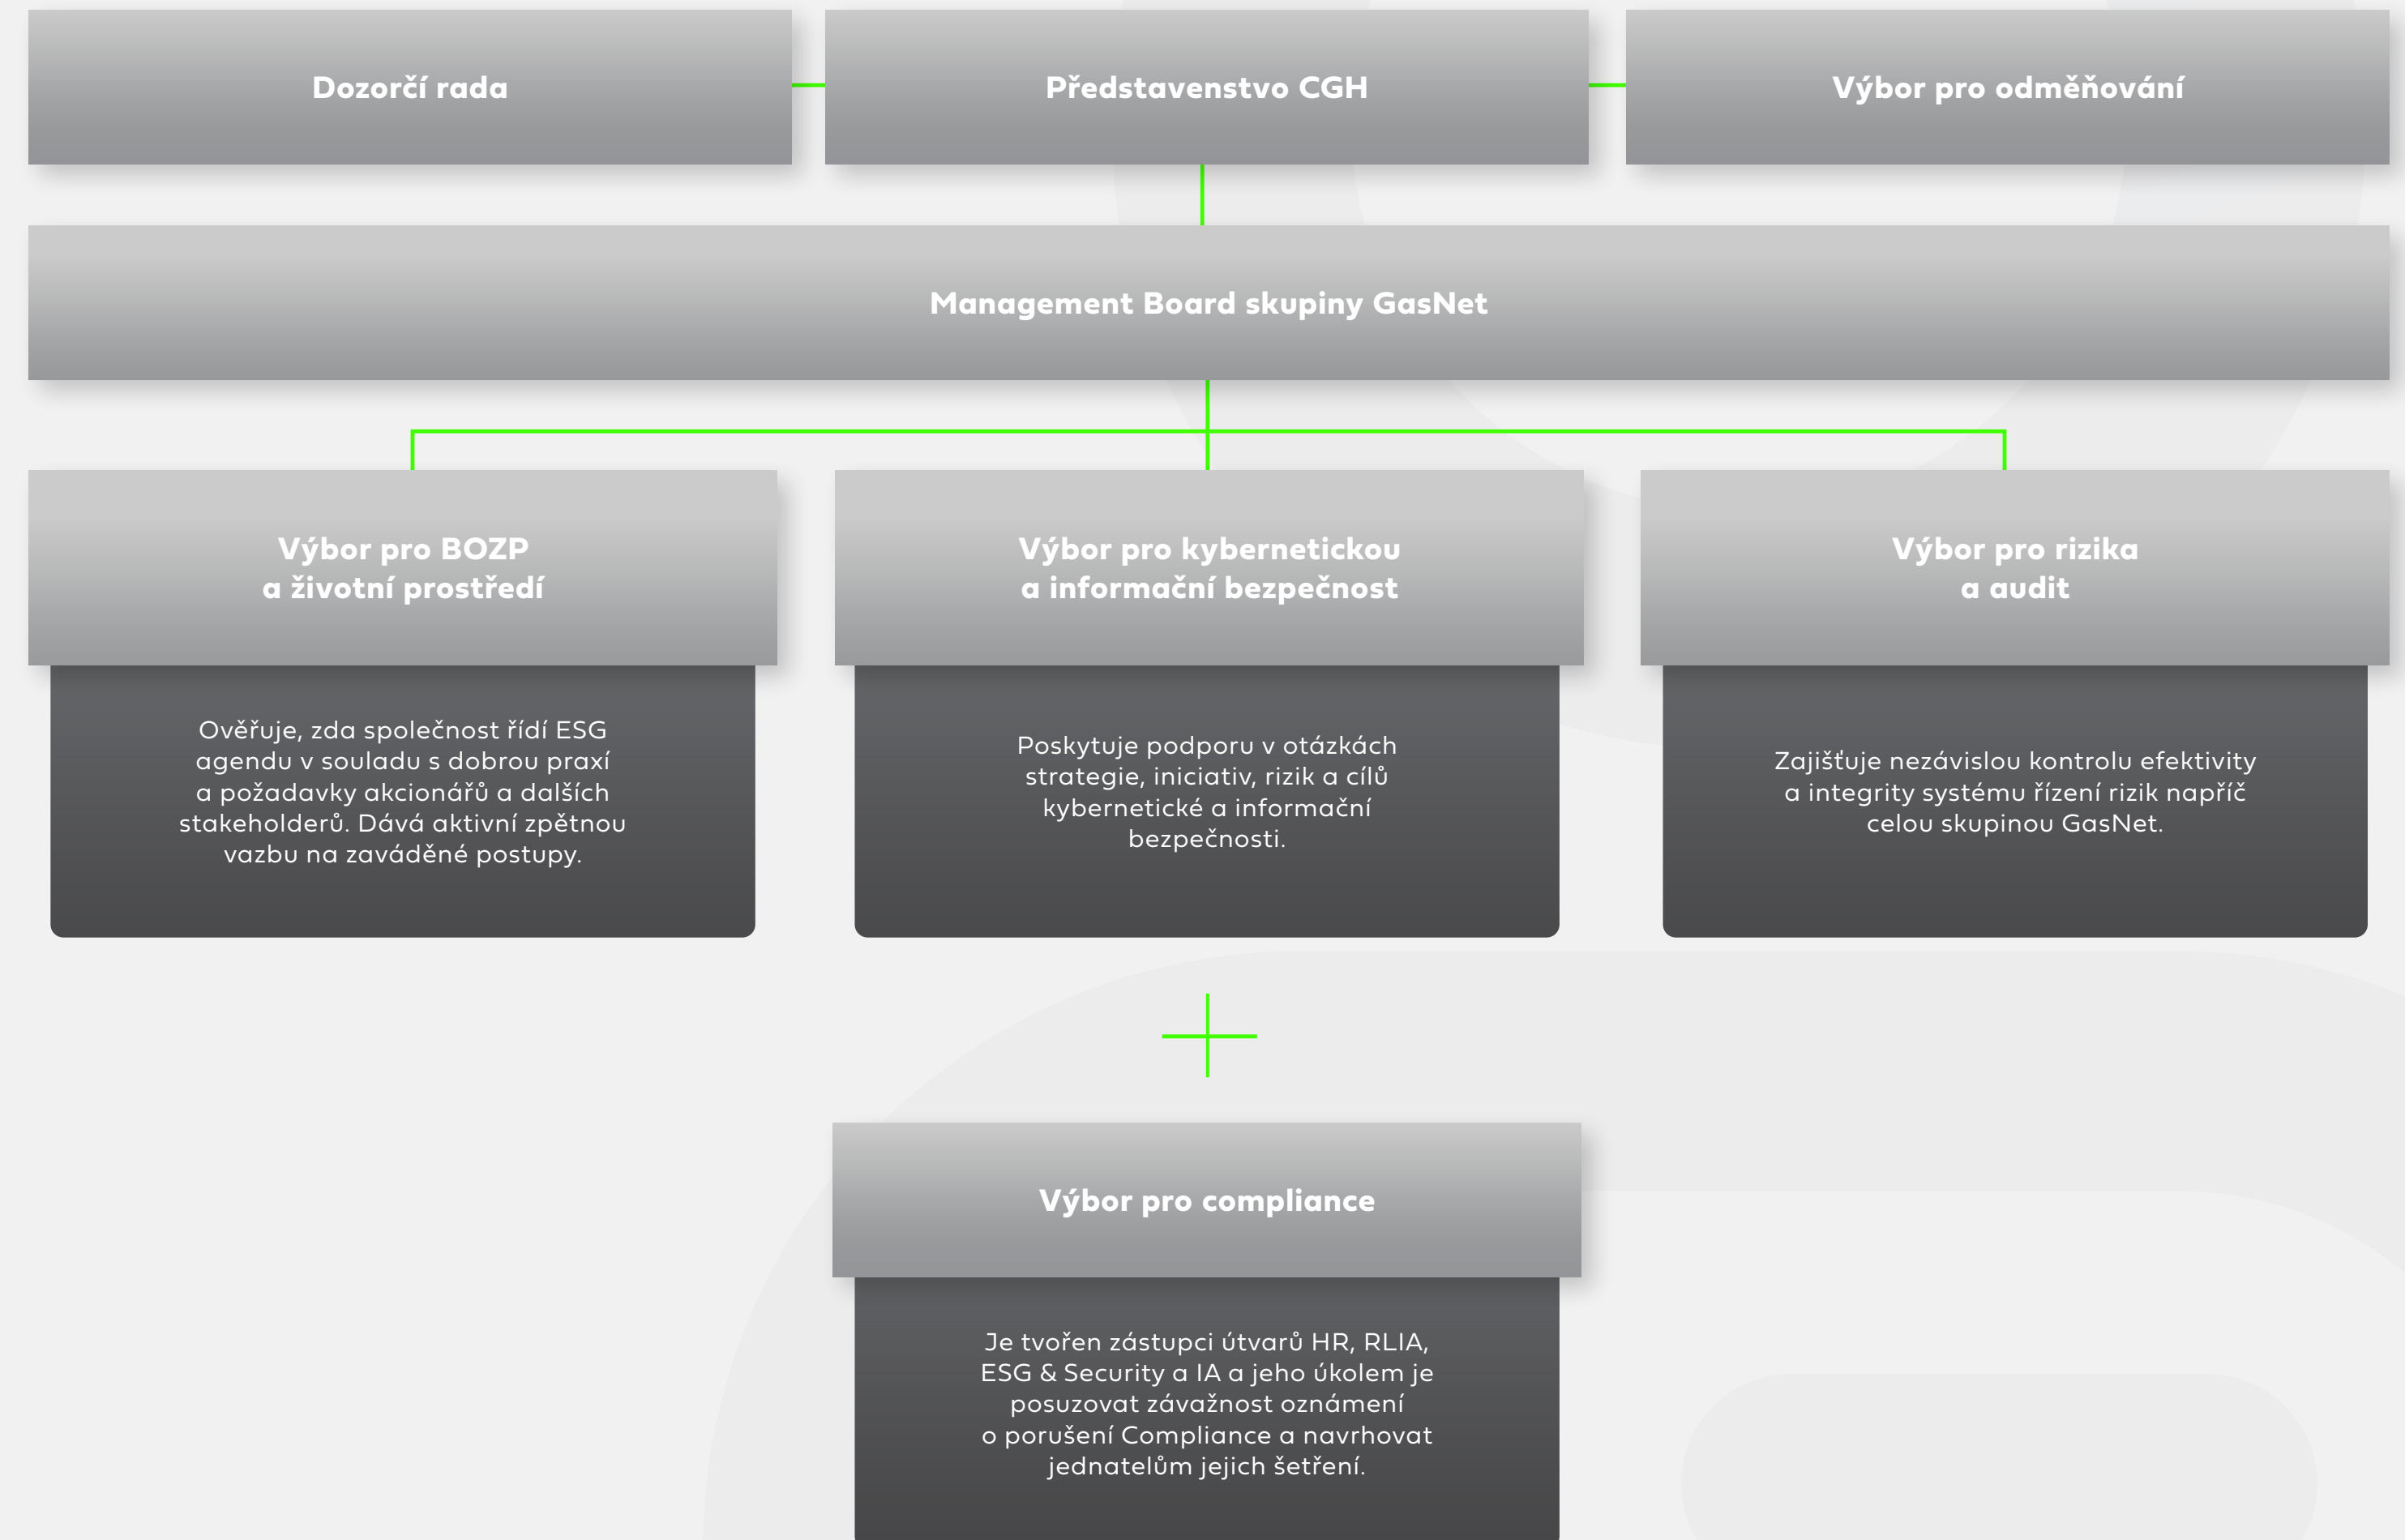 Dozorčí rada
Představenstvo CGH
Výbor pro odměňování
Management Board skupiny GasNet
Výbor pro BOZP
a životní prostředí
Ověřuje, zda společnost řídí ESG
agendu v souladu s dobrou praxí
a požadavky akcionářů a dalších
stakeholderů. Dává aktivní zpětnou
vazbu na zaváděné postupy.
Výbor pro kybernetickou
a informační bezpečnost
Poskytuje podporu v otázkách
strategie, iniciativ, rizik a cílů
kybernetické a informační
bezpečnosti.
Výbor pro rizika
a audit
Zajišťuje nezávislou kontrolu efektivity
a integrity systému řízení rizik napříč
celou skupinou GasNet.
Výbor pro compliance
Je tvořen zástupci útvarů HR, RLIA,
ESG & Security a IA a jeho úkolem je
posuzovat závažnost oznámení
o porušení Compliance a navrhovat
jednatelům jejich šetření.